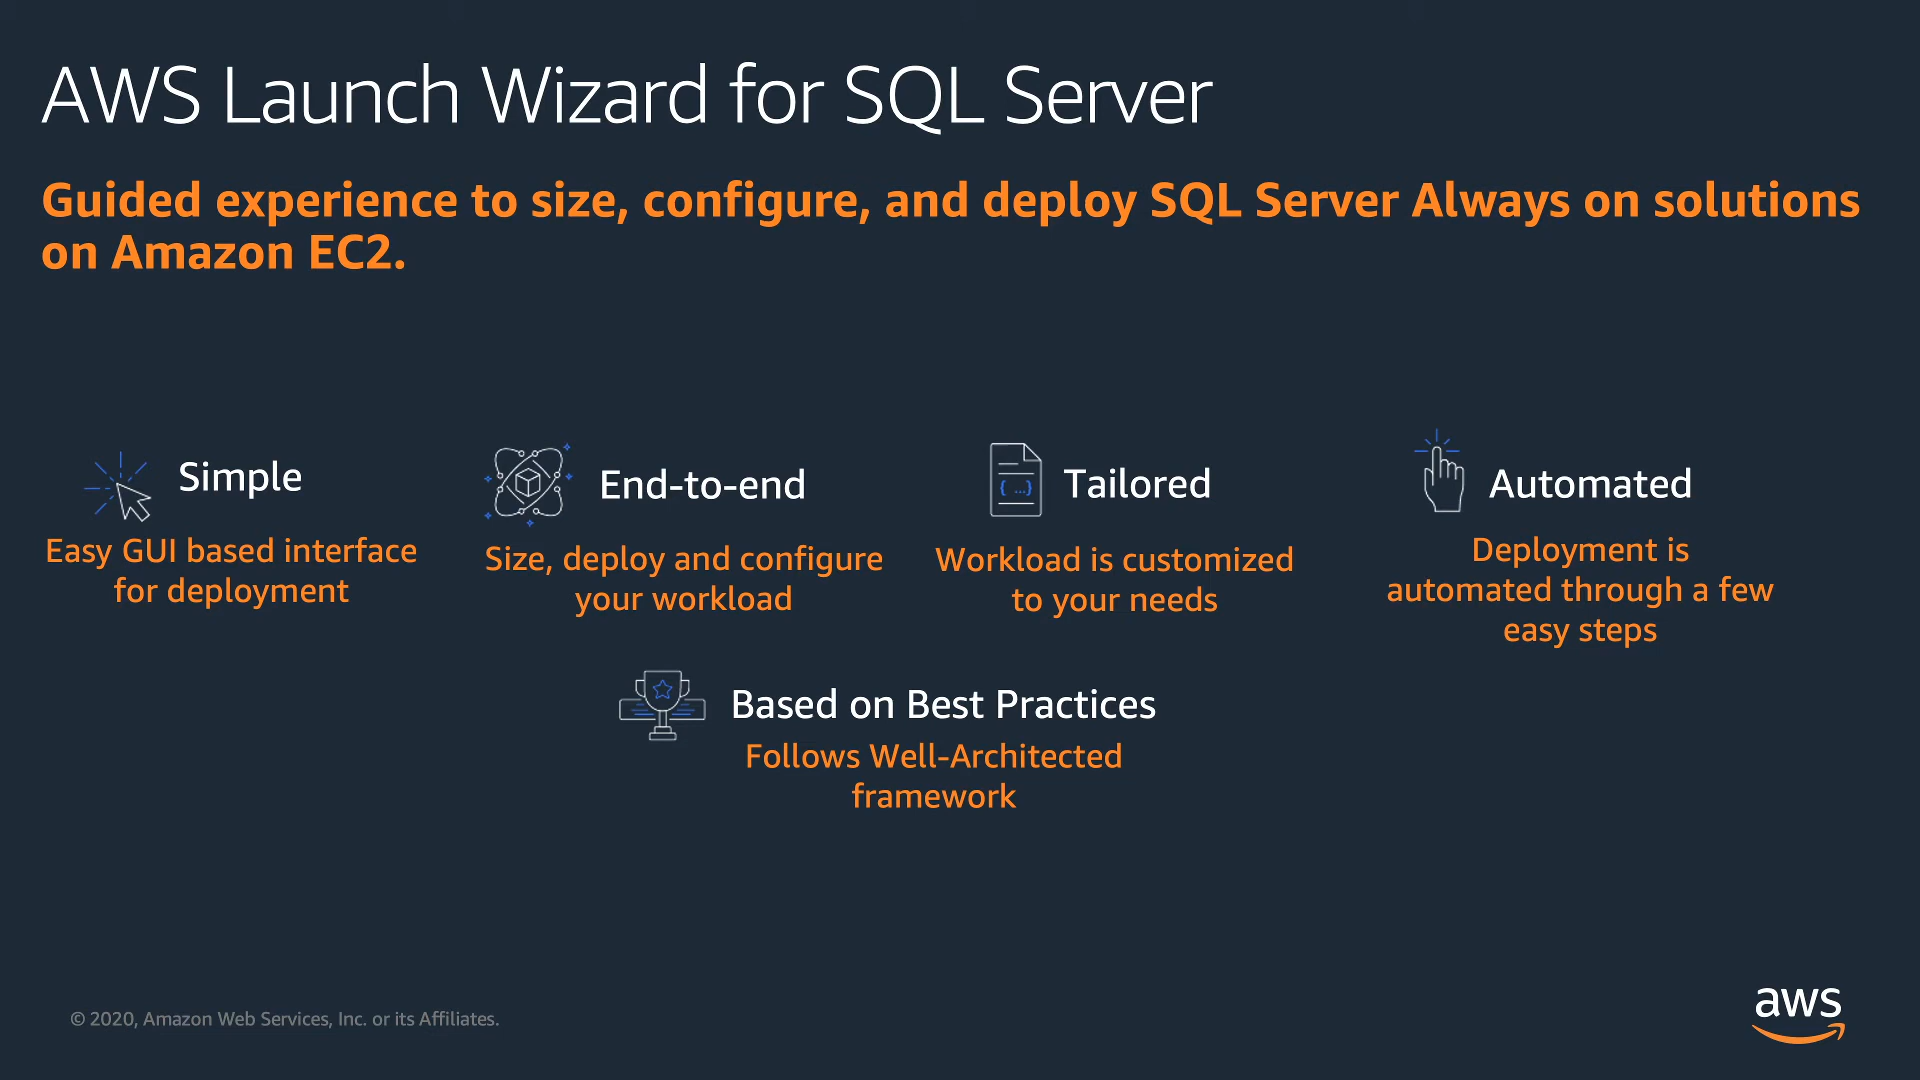 AWS Launch Wizard for SQL Server
Guided experience to size, configure, and deploy SQL Server Always on solutions
on Amazon EC2.
Simple
Easy GUI based interface
for deployment
End-to-end
Size, deploy and configure
your workload
{ ...}
Tailored
Workload is customized
to your needs
Automated
Deployment is
automated through a few
easy steps
Based on Best Practices
Follows Well-Architected
framework
© 2020, Amazon Web Services, Inc. or its Affiliates.
aws